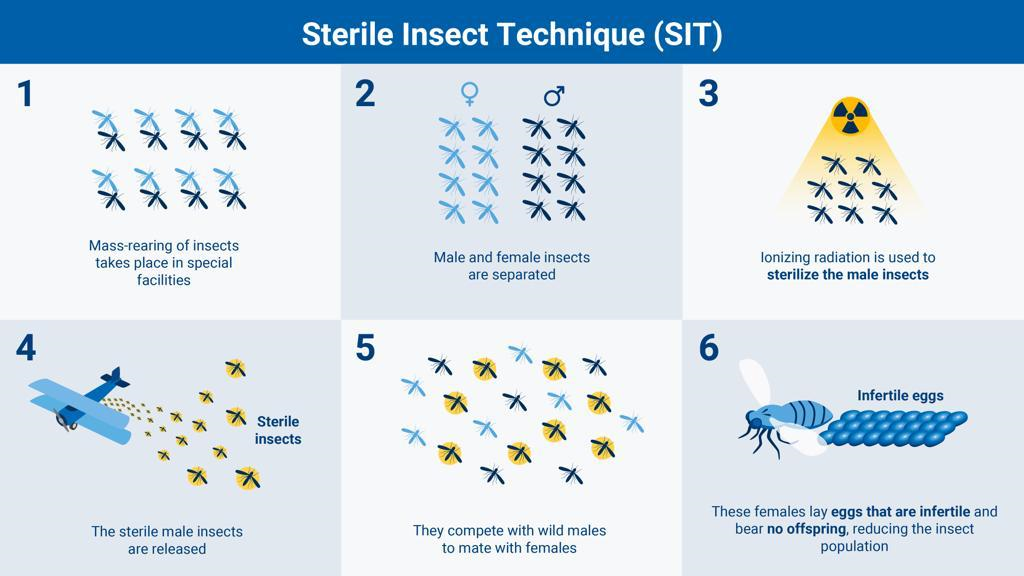 Sterile Insect Technique (SIT)
1
Mass-rearing of insects
takes place in special
facilities
2
♀ ♂
Male and female insects
are separated
3
Ionizing radiation is used to
sterilize the male insects
4
Sterile
insects
The sterile male insects
are released
5
They compete with wild males
to mate with females
6
Infertile eggs
These females lay eggs that are infertile and
bear no offspring, reducing the insect
population